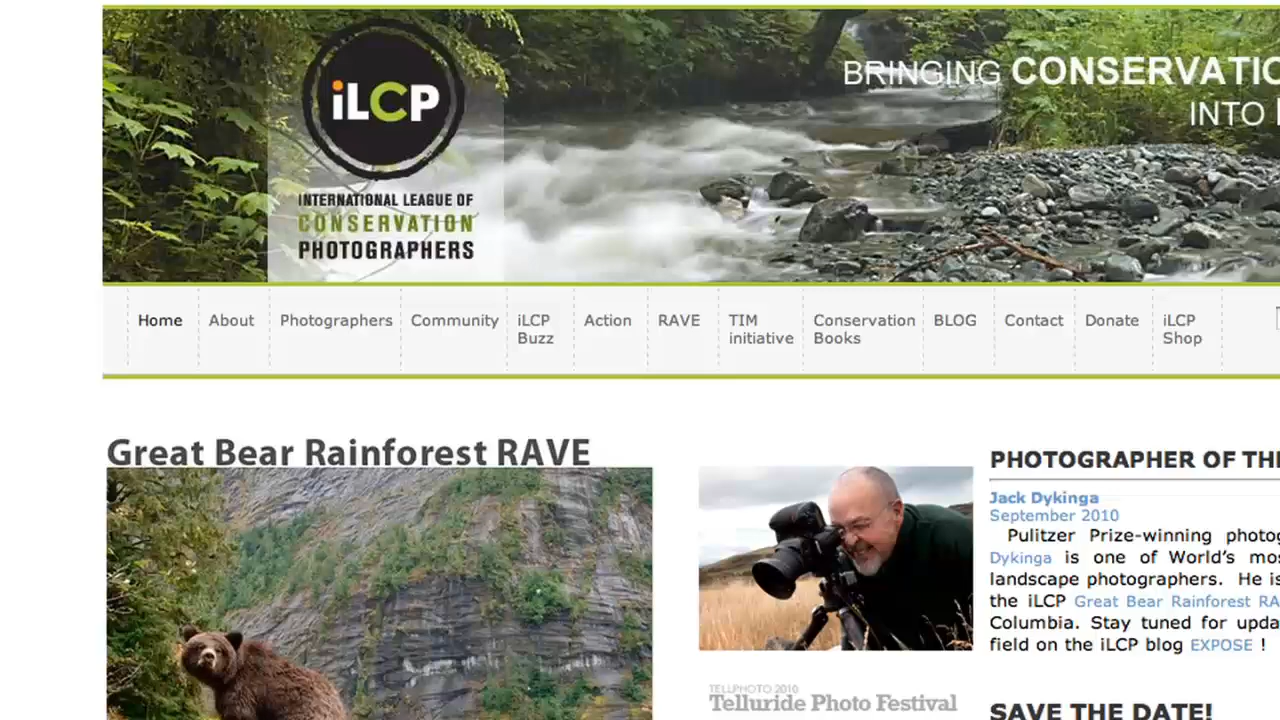 BRINGING CONSERVATIO
INTO
iLCP
INTERNATIONAL LEAGUE OF
CONSERVATION
PHOTOGRAPHERS
Home
About
Photographers
Community
iLCP
Buzz
Action
RAVE
TIM
initiative
Conservation
Books
BLOG
Contact
Donate
iLCP
Shop
Great Bear Rainforest RAVE
PHOTOGRAPHER OF THE
Jack Dykinga
September 2010
Pulitzer Prize-winning photog
Dykinga is one of World's mos
landscape photographers. He is
the iLCP Great Bear Rainforest RA
Columbia. Stay tuned for upda
field on the iLCP blog EXPOSE !
TELLPHOTO 2010
Telluride Photo Festival
SAVE THE DATE!